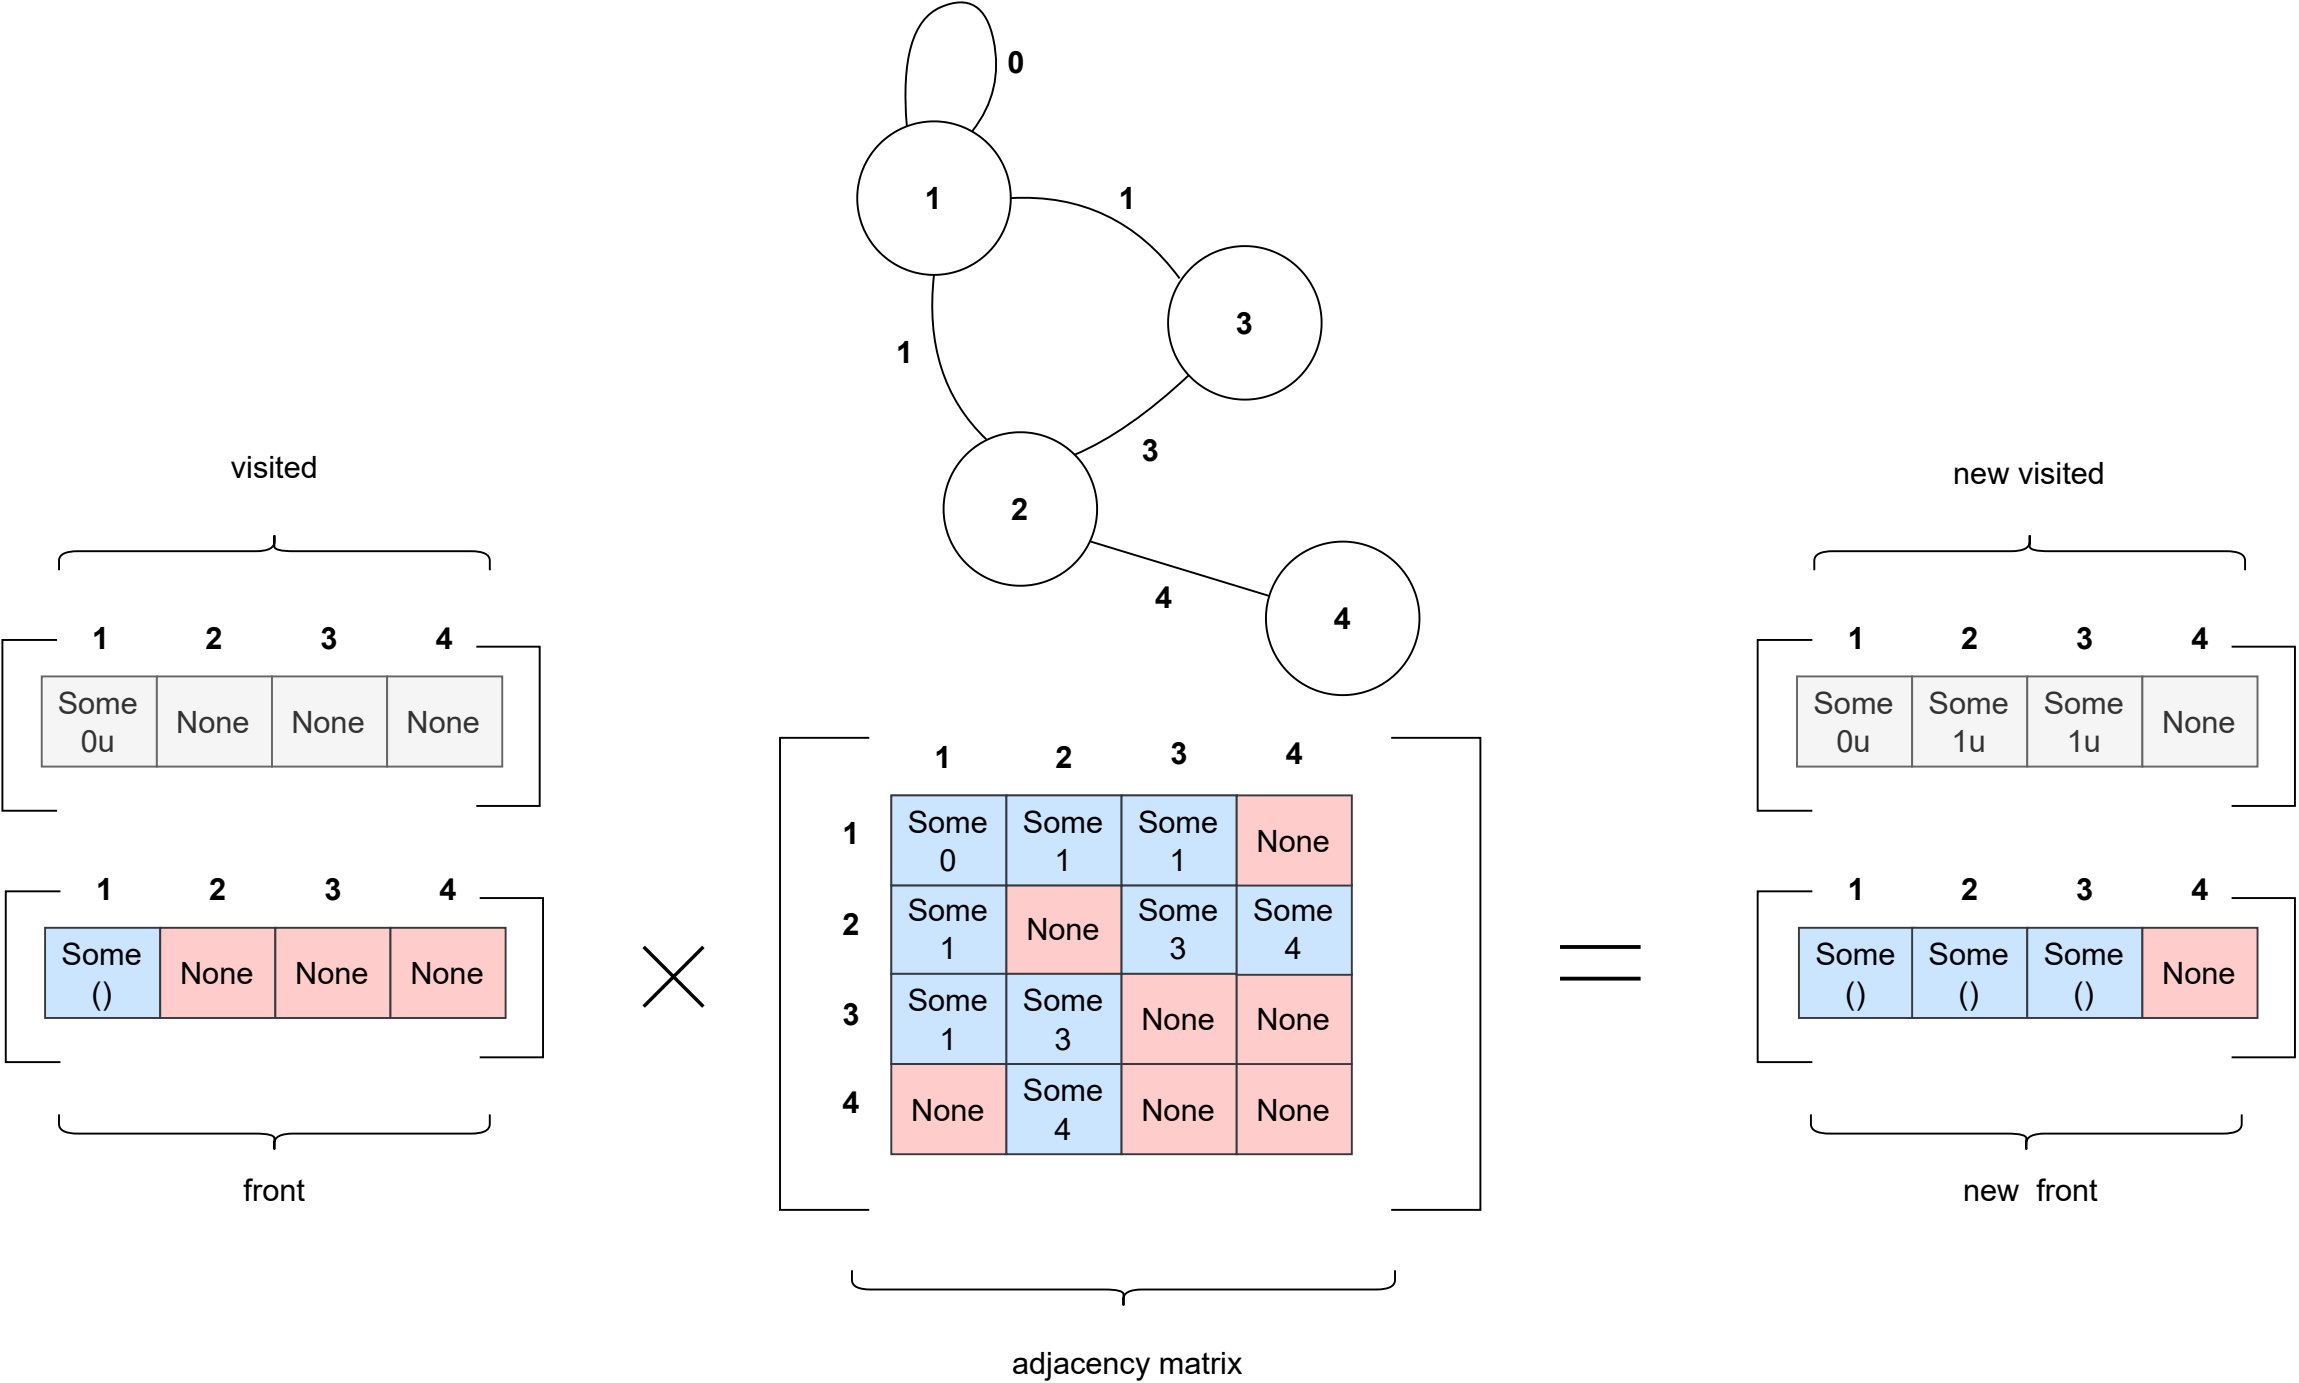 0
1
1
3
1
3
2
4
4
visited
1 2 3 4
Some 0u None None None
1 2 3 4
Some () None None None
front
1 2 3 4
1 Some 0 Some 1 Some 1 None
2 Some 1 None Some 3 Some 4
3 Some 1 Some 3 None None
4 None Some 4 None None
adjacency matrix
new visited
1 2 3 4
Some 0u Some 1u Some 1u None
1 2 3 4
Some () Some () Some () None
new front